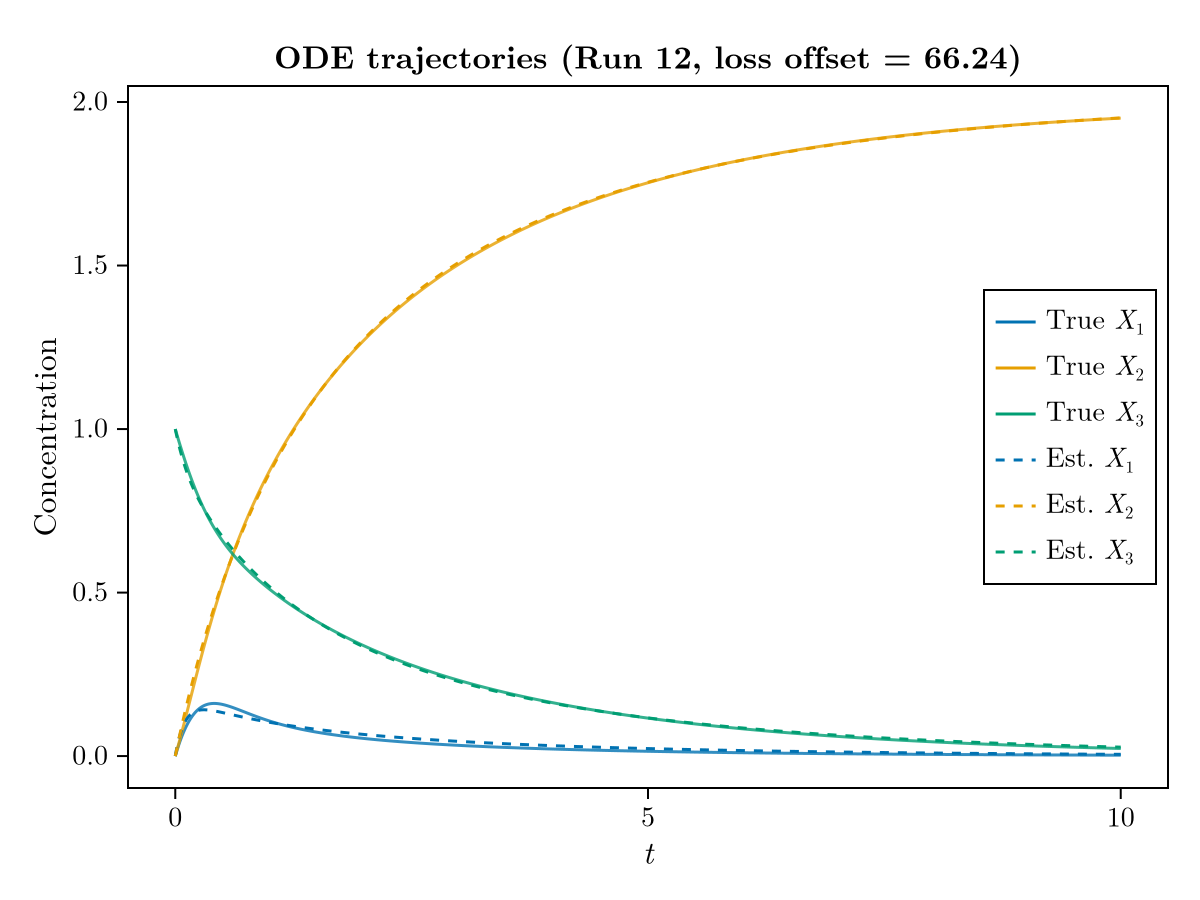 ODE trajectories (Run 12, loss offset = 66.24)
2.0
1.5
1.0
0.5
0.0
Concentration
0
5
10
t
True X₁
True X₂
True X₃
Est. X₁
Est. X₂
Est. X₃